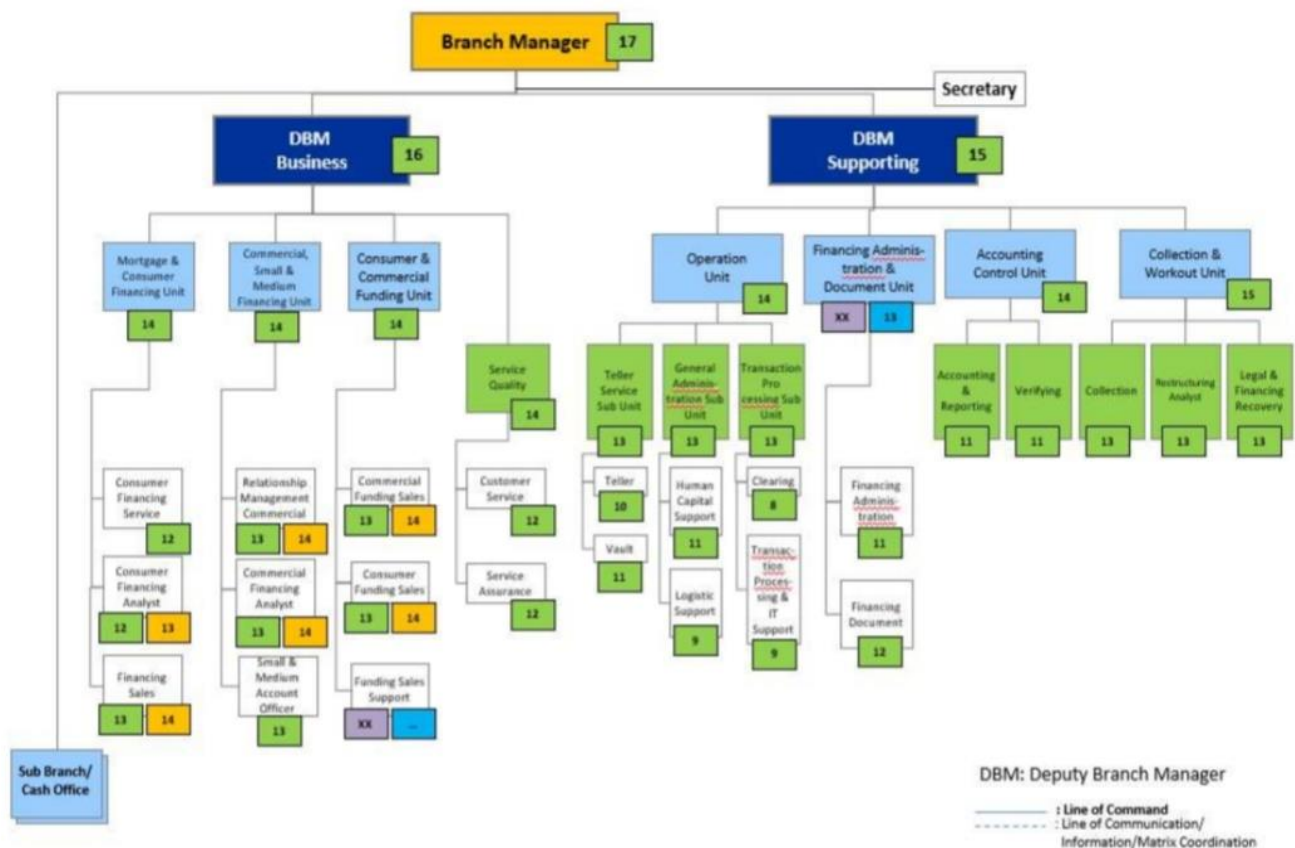 Branch Manager
17
Secretary
DBM
Business
16
DBM
Supporting
15
Mortgage &
Consumer
Financing Unit
14
Commercial,
Small &
Medium
Financing Unit
14
Consumer &
Commercial
Funding Unit
14
Service
Quality
14
Operation
Unit
14
Financing Adminis-
tration &
Document Unit
XX
13
Accounting
Control Unit
14
Collection &
Workout Unit
15
Teller
Service
Sub Unit
13
General
Adminis-
tration Sub
Unit
13
Transaction
Pro
cessing Sub
Unit
13
Accounting
&
Reporting
11
Verifying
11
Collection
13
Restructuring
Analyst
13
Legal &
Financing
Recovery
13
Consumer
Financing
Service
12
Consumer
Financing
Analyst
12
13
Financing
Sales
13
14
Relationship
Management
Commercial
13
14
Commercial
Financing
Analyst
13
14
Small &
Medium
Account
Officer
13
Commercial
Funding Sales
13
14
Consumer
Funding Sales
13
14
Funding Sales
Support
XX
...
Customer
Service
12
Service
Assurance
12
Teller
10
Vault
11
Human
Capital
Support
11
Logistic
Support
9
Clearing
8
Transac-
tion
Proces-
sing &
IT
Support
9
Financing
Adminis-
tration
11
Financing
Document
12
Sub Branch/
Cash Office
DBM: Deputy Branch Manager
: Line of Command
: Line of Communication/
Information/Matrix Coordination